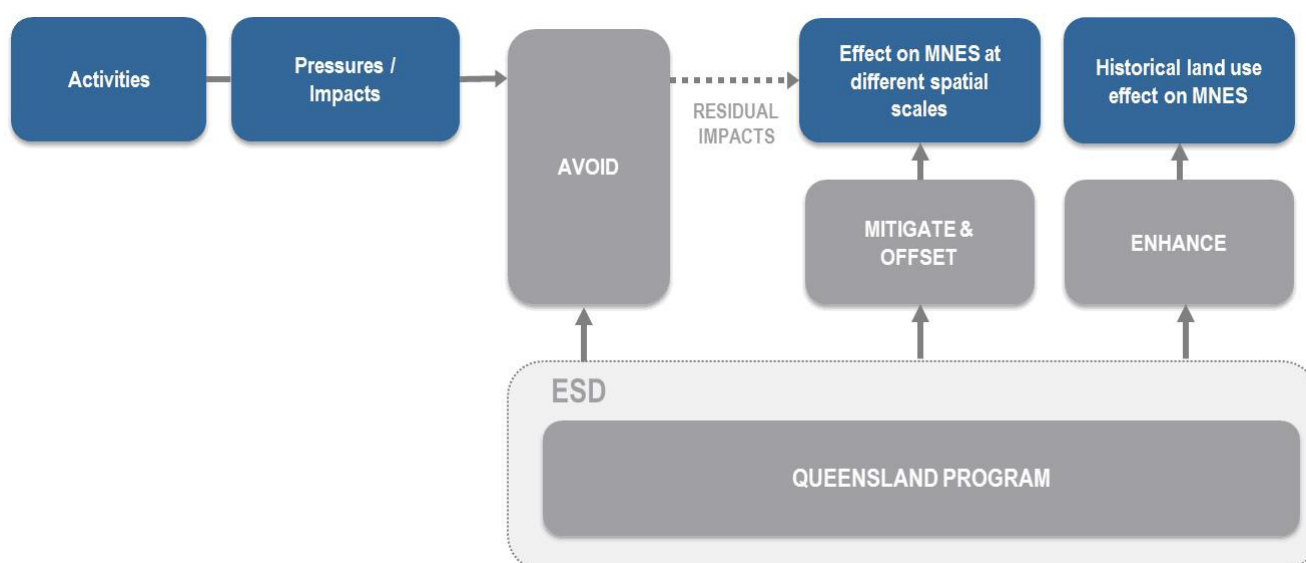 Activities
Pressures /
Impacts
AVOID
RESIDUAL
IMPACTS
Effect on MNES at
different spatial
scales
Historical land use
effect on MNES
MITIGATE &
OFFSET
ENHANCE
ESD
QUEENSLAND PROGRAM